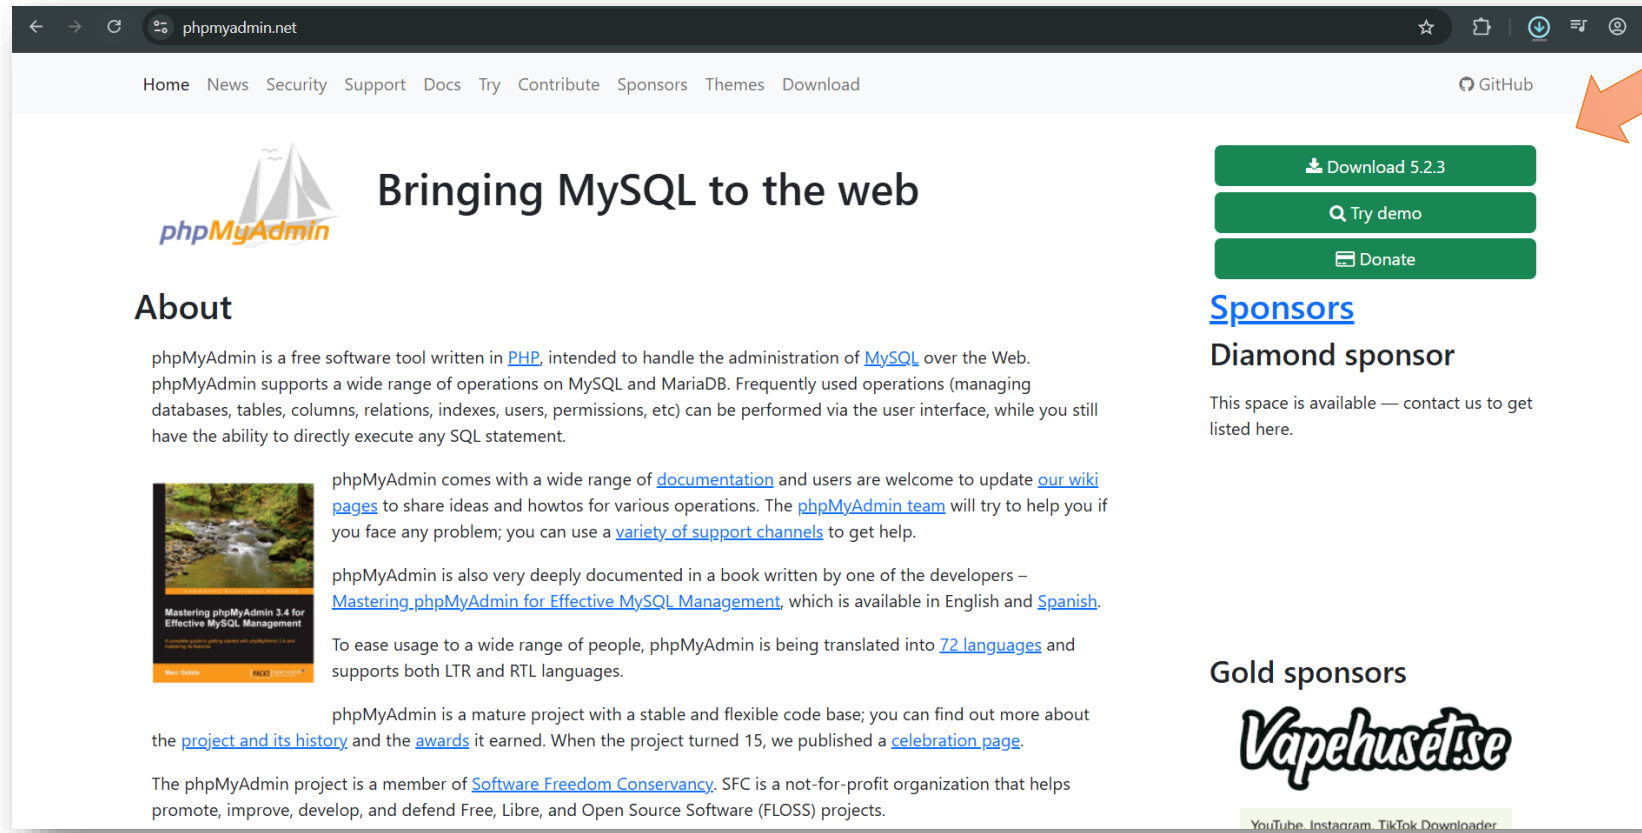 phpmyadmin.net
Home News Security Support Docs Try Contribute Sponsors Themes Download GitHub
phpMyAdmin
Bringing MySQL to the web
Download 5.2.3
Try demo
Donate
About
phpMyAdmin is a free software tool written in PHP, intended to handle the administration of MySQL over the Web.
phpMyAdmin supports a wide range of operations on MySQL and MariaDB. Frequently used operations (managing
databases, tables, columns, relations, indexes, users, permissions, etc) can be performed via the user interface, while you still
have the ability to directly execute any SQL statement.
Mastering phpMyAdmin 3.4 for
Effective MySQL Management
phpMyAdmin comes with a wide range of documentation and users are welcome to update our wiki
pages to share ideas and howtos for various operations. The phpMyAdmin team will try to help you if
you face any problem; you can use a variety of support channels to get help.
phpMyAdmin is also very deeply documented in a book written by one of the developers –
Mastering phpMyAdmin for Effective MySQL Management, which is available in English and Spanish.
To ease usage to a wide range of people, phpMyAdmin is being translated into 72 languages and
supports both LTR and RTL languages.
phpMyAdmin is a mature project with a stable and flexible code base; you can find out more about
the project and its history and the awards it earned. When the project turned 15, we published a celebration page.
The phpMyAdmin project is a member of Software Freedom Conservancy. SFC is a not-for-profit organization that helps
promote, improve, develop, and defend Free, Libre, and Open Source Software (FLOSS) projects.
Sponsors
Diamond sponsor
This space is available — contact us to get
listed here.
Gold sponsors
Vapehuset.se
YouTube, Instagram, TikTok Downloader